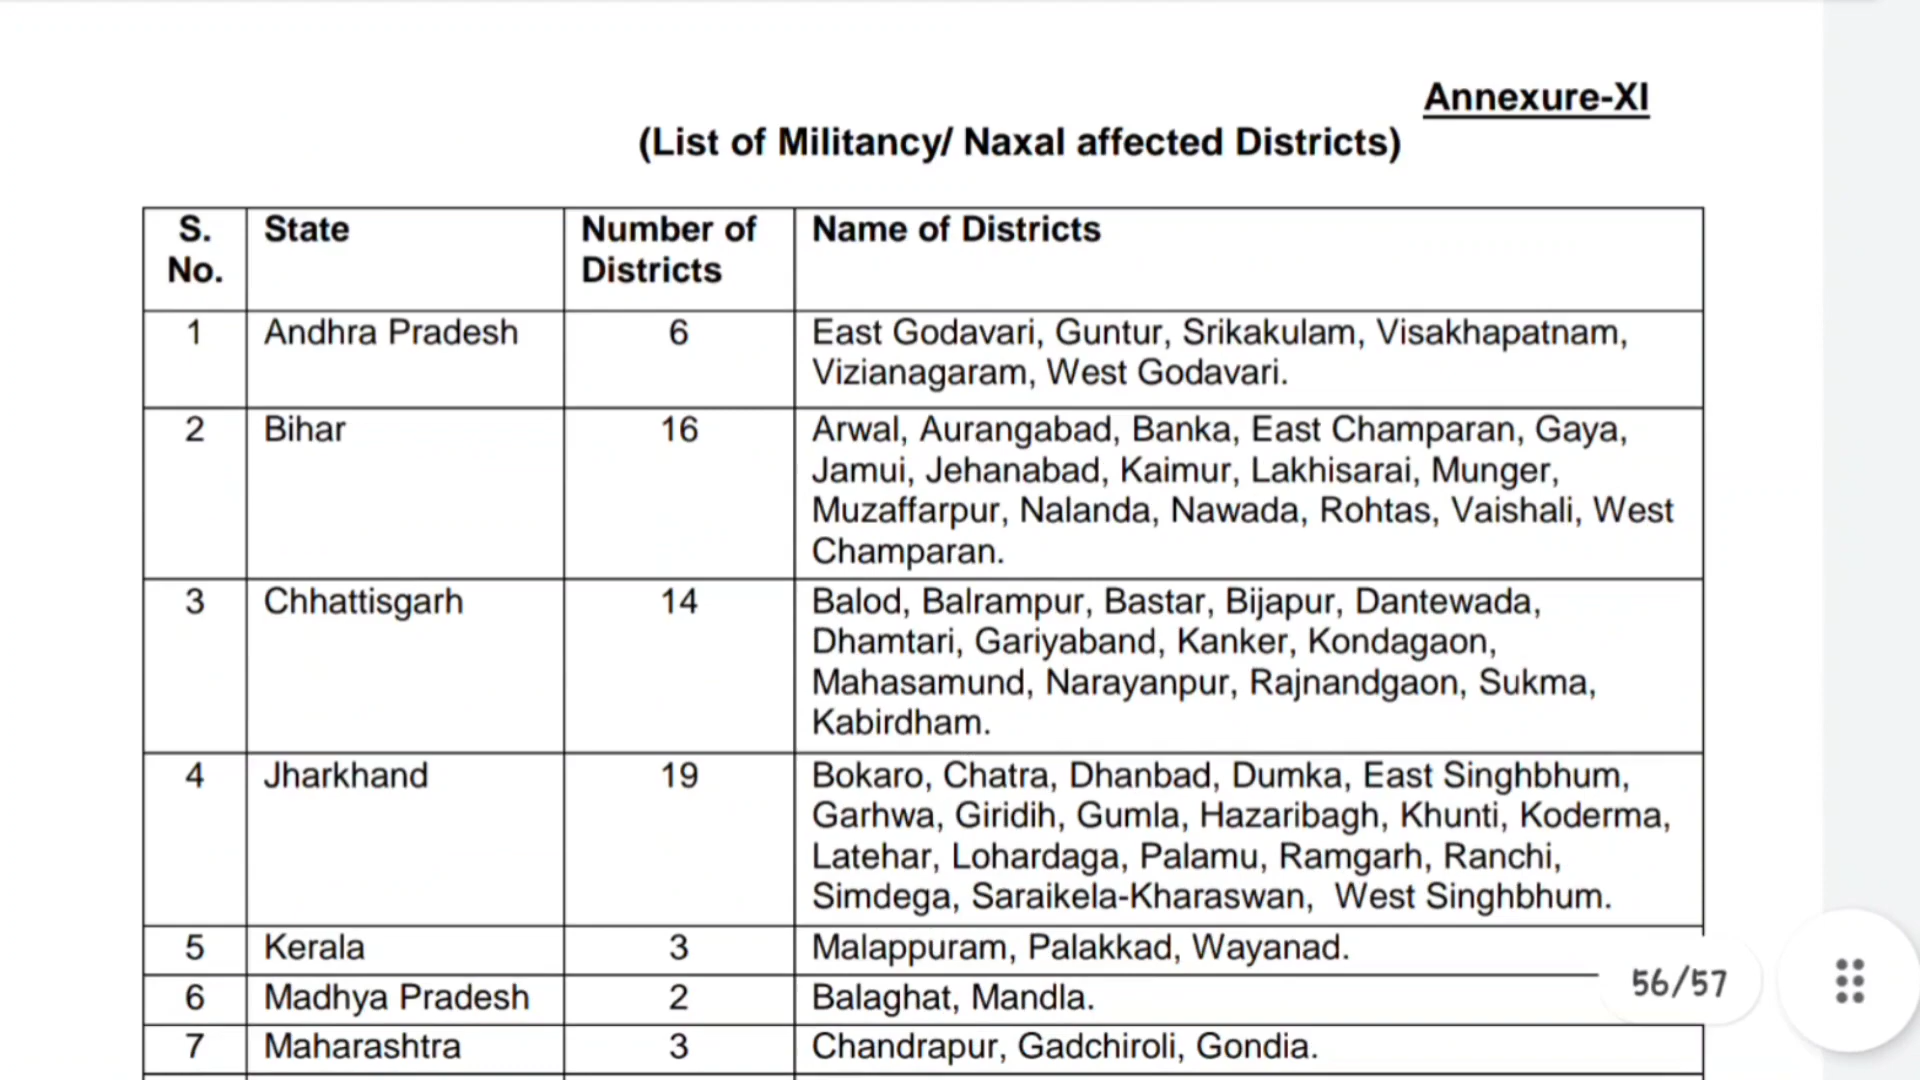 Annexure-XI
(List of Militancy/ Naxal affected Districts)
S. No. State Number of Districts Name of Districts
1 Andhra Pradesh 6 East Godavari, Guntur, Srikakulam, Visakhapatnam,
Vizianagaram, West Godavari.
2 Bihar 16 Arwal, Aurangabad, Banka, East Champaran, Gaya,
Jamui, Jehanabad, Kaimur, Lakhisarai, Munger,
Muzaffarpur, Nalanda, Nawada, Rohtas, Vaishali, West
Champaran.
3 Chhattisgarh 14 Balod, Balrampur, Bastar, Bijapur, Dantewada,
Dhamtari, Gariyaband, Kanker, Kondagaon,
Mahasamund, Narayanpur, Rajnandgaon, Sukma,
Kabirdham.
4 Jharkhand 19 Bokaro, Chatra, Dhanbad, Dumka, East Singhbhum,
Garhwa, Giridih, Gumla, Hazaribagh, Khunti, Koderma,
Latehar, Lohardaga, Palamu, Ramgarh, Ranchi,
Simdega, Saraikela-Kharaswan, West Singhbhum.
5 Kerala 3 Malappuram, Palakkad, Wayanad.
6 Madhya Pradesh 2 Balaghat, Mandla.
7 Maharashtra 3 Chandrapur, Gadchiroli, Gondia.
56/57